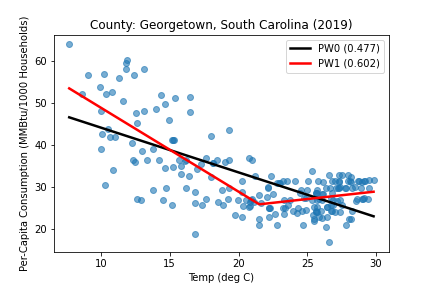 County: Georgetown, South Carolina (2019)
PW0 (0.477)
PW1 (0.602)
Per-Capita Consumption (MMBtu/1000 Households)
60
50
40
30
20
10
15
20
25
30
Temp (deg C)